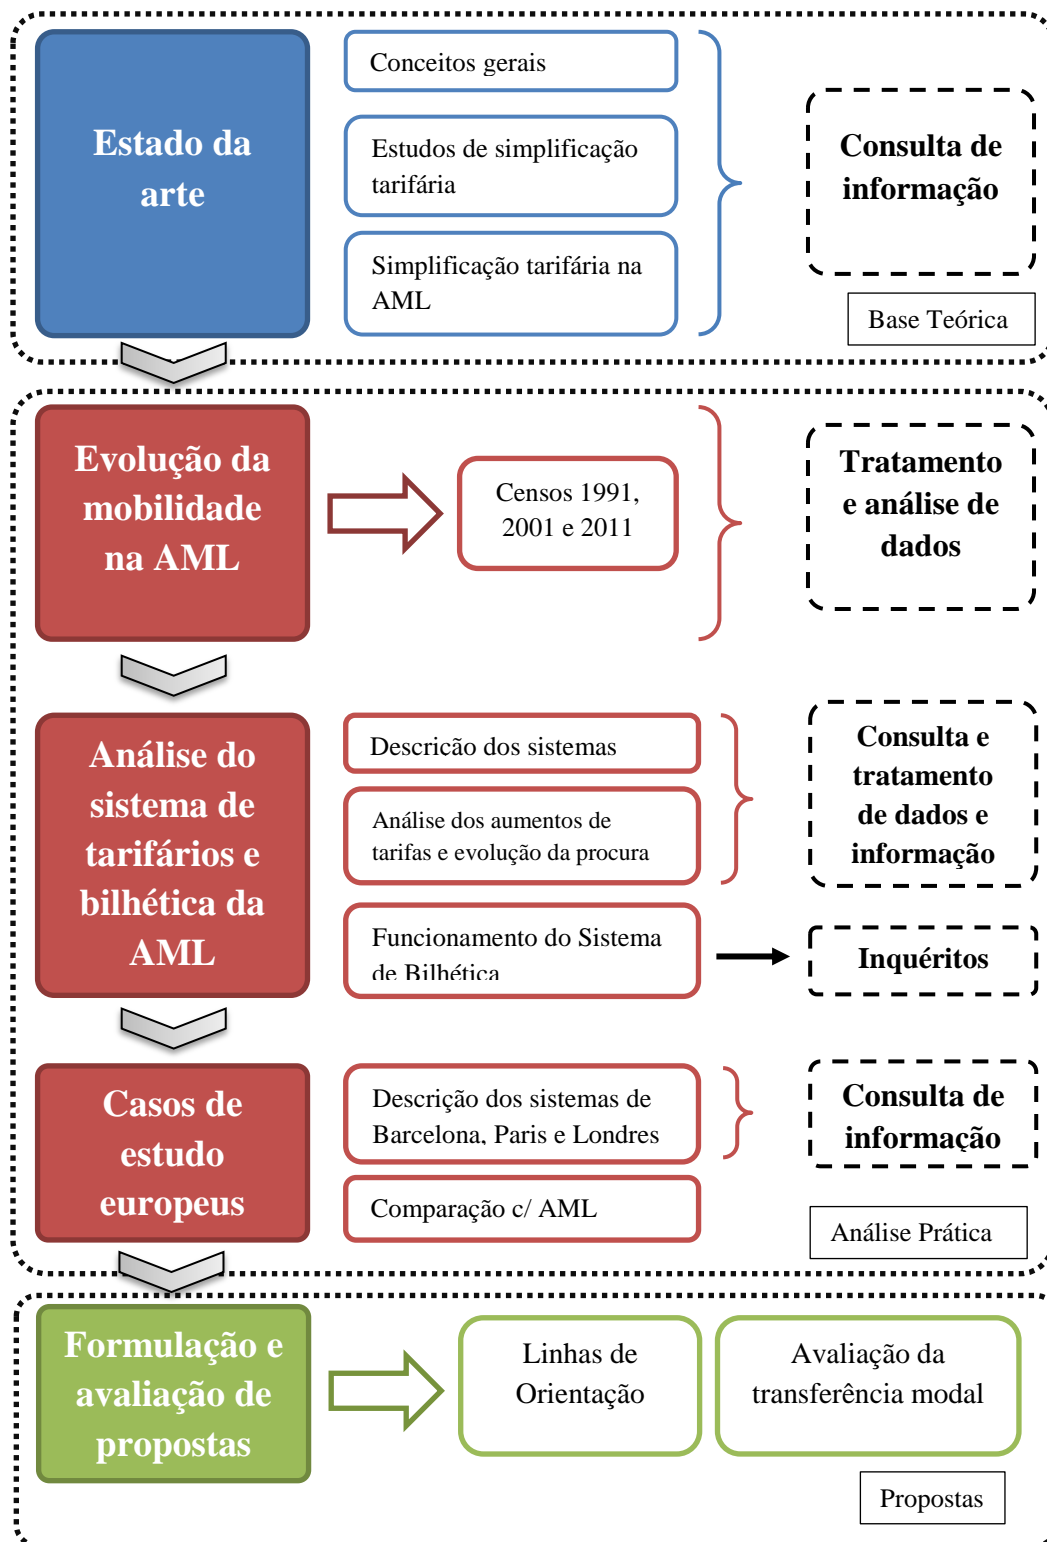 Estado da
arte
Conceitos gerais
Estudos de simplificação
tarifária
Simplificação tarifária na
AML
Consulta de
informação
Base Teórica
Evolução da
mobilidade
na AML
Censos 1991,
2001 e 2011
Tratamento
e análise de
dados
Análise do
sistema de
tarifários e
bilhética da
AML
Descrição dos sistemas
Análise dos aumentos de
tarifas e evolução da procura
Funcionamento do Sistema
de Bilhética
Consulta e
tratamento
de dados e
informação
Inquéritos
Casos de
estudo
europeus
Descrição dos sistemas de
Barcelona, Paris e Londres
Comparação c/ AML
Consulta de
informação
Análise Prática
Formulação e
avaliação de
propostas
Linhas de
Orientação
Avaliação da
transferência modal
Propostas